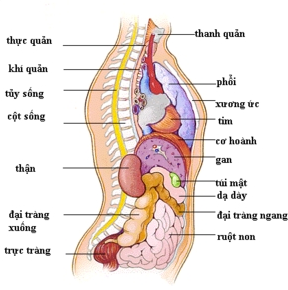 thực quản
khí quản
tủy sống
cột sống
thận
đại tràng
xuống
trực tràng
thanh quản
phổi
xương ức
tim
cơ hoành
gan
túi mật
dạ dày
đại tràng ngang
ruột non